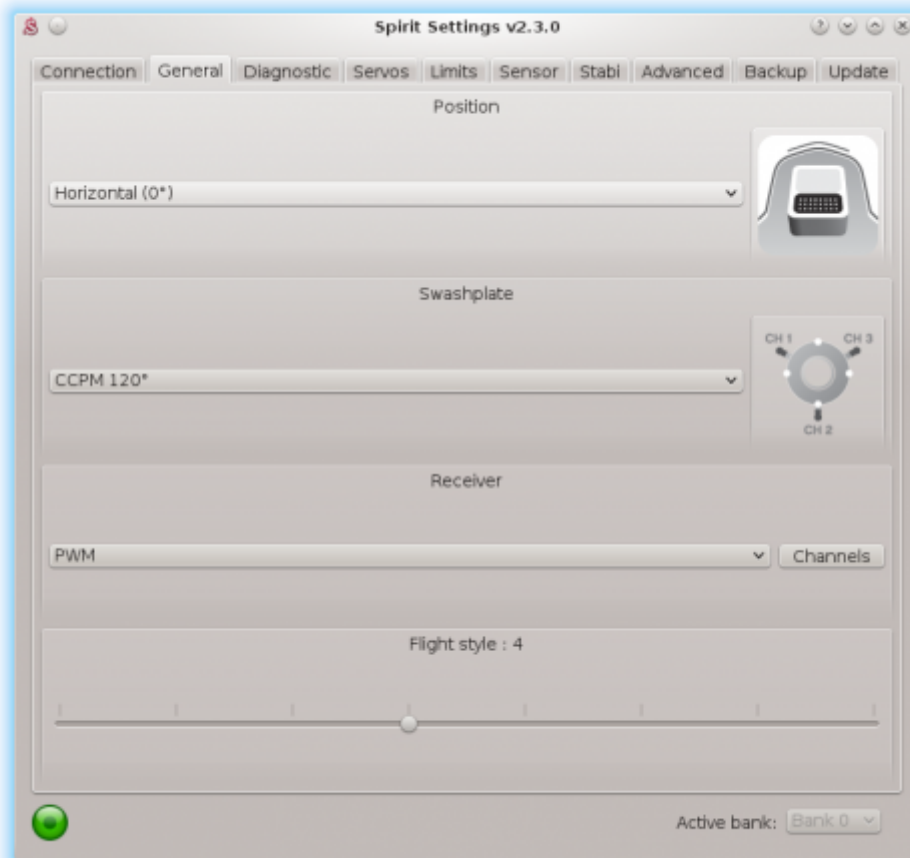 Spirit Settings v2.3.0
Connection General Diagnostic Servos Limits Sensor Stabi Advanced Backup Update
Position
Horizontal (0°)
Swashplate
CH 1 CH 3
CCPM 120°
CH 2
Receiver
PWM Channels
Flight style : 4
Active bank: Bank 0